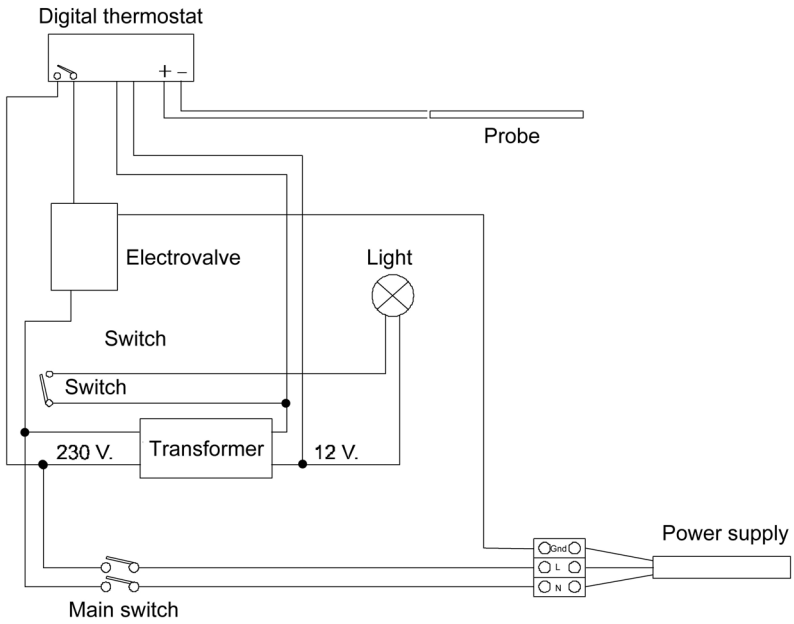 Digital thermostat
+ –
Probe
Electrovalve
Light
Switch
Switch
230 V.
Transformer
12 V.
Gnd
L
N
Power supply
Main switch